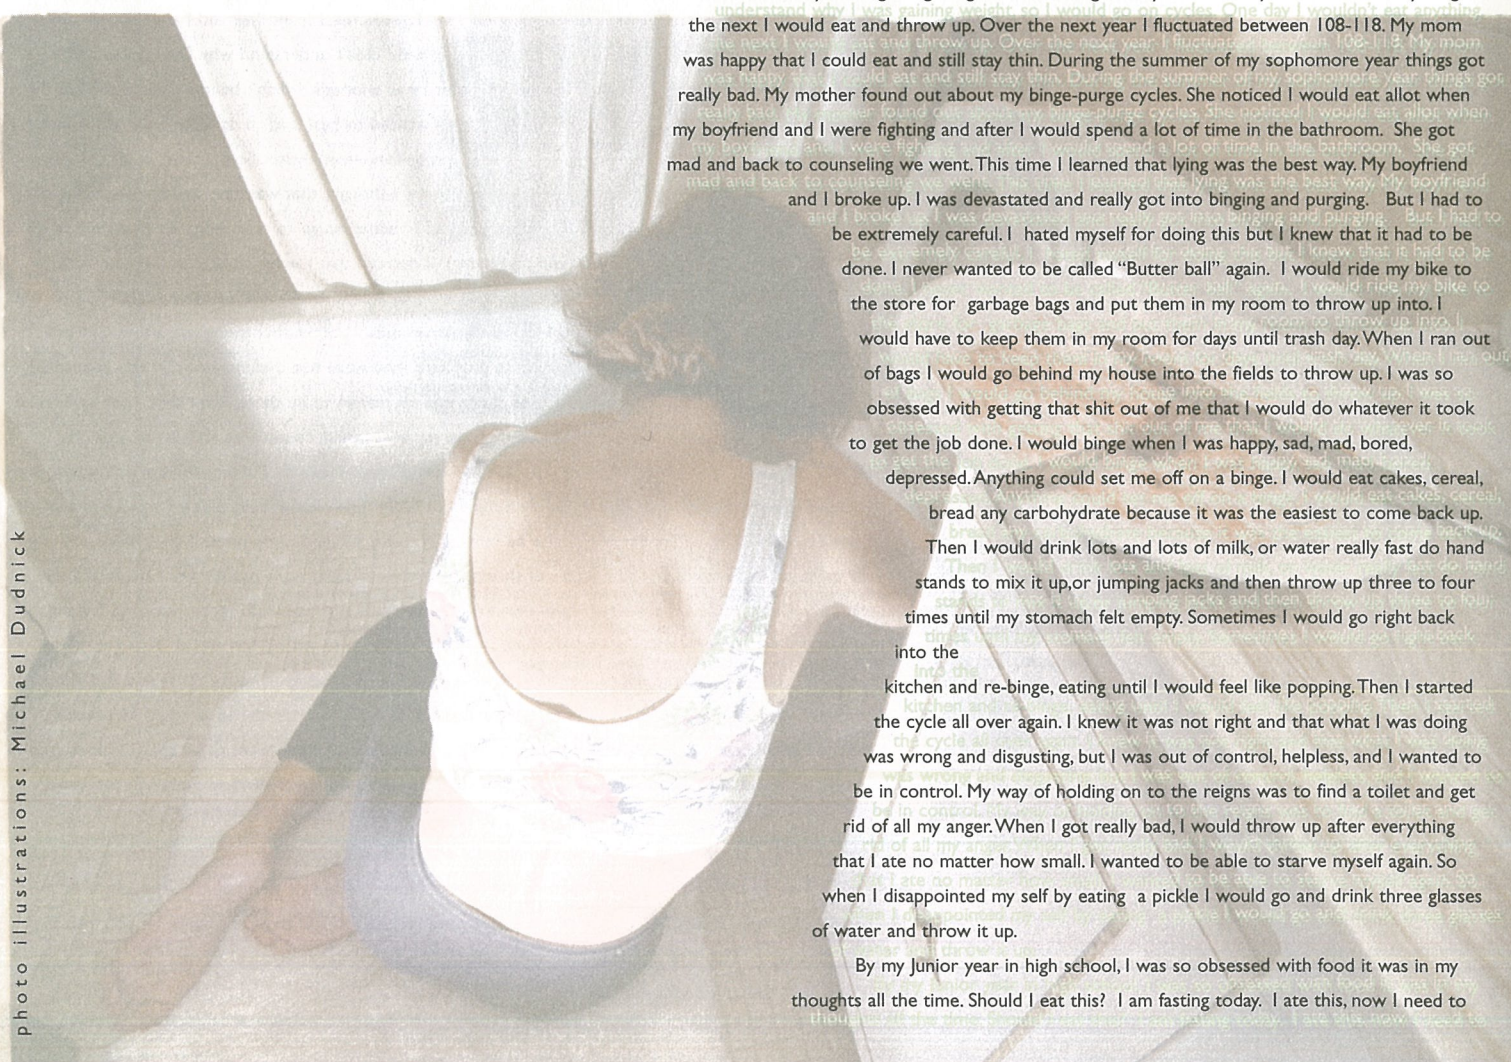 the next I would eat and throw up. Over the next year I fluctuated between 108-118. My mom
was happy that I could eat and still stay thin. During the summer of my sophomore year things got
really bad. My mother found out about my binge-purge cycles. She noticed I would eat allot when
my boyfriend and I were fighting and after I would spend a lot of time in the bathroom. She got
mad and back to counseling we went. This time I learned that lying was the best way. My boyfriend
and I broke up. I was devastated and really got into binging and purging. But I had to
be extremely careful. I hated myself for doing this but I knew that it had to be
done. I never wanted to be called “Butter ball” again. I would ride my bike to
the store for garbage bags and put them in my room to throw up into. I
would have to keep them in my room for days until trash day. When I ran out
of bags I would go behind my house into the fields to throw up. I was so
obsessed with getting that shit out of me that I would do whatever it took
to get the job done. I would binge when I was happy, sad, mad, bored,
depressed. Anything could set me off on a binge. I would eat cakes, cereal,
bread any carbohydrate because it was the easiest to come back up.
Then I would drink lots and lots of milk, or water really fast do hand
stands to mix it up,or jumping jacks and then throw up three to four
times until my stomach felt empty. Sometimes I would go right back
into the
kitchen and re-binge, eating until I would feel like popping. Then I started
the cycle all over again. I knew it was not right and that what I was doing
was wrong and disgusting, but I was out of control, helpless, and I wanted to
be in control. My way of holding on to the reigns was to find a toilet and get
rid of all my anger. When I got really bad, I would throw up after everything
that I ate no matter how small. I wanted to be able to starve myself again. So
when I disappointed my self by eating a pickle I would go and drink three glasses
of water and throw it up.
By my Junior year in high school, I was so obsessed with food it was in my
thoughts all the time. Should I eat this? I am fasting today. I ate this, now I need to
photo illustrations: Michael Dudnick